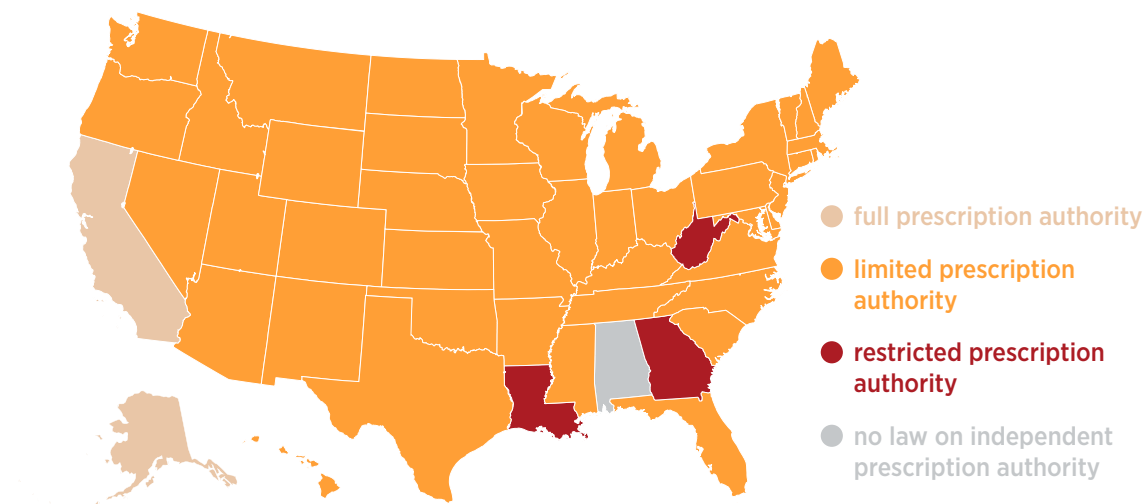 full prescription authority
limited prescription
authority
restricted prescription
authority
no law on independent
prescription authority